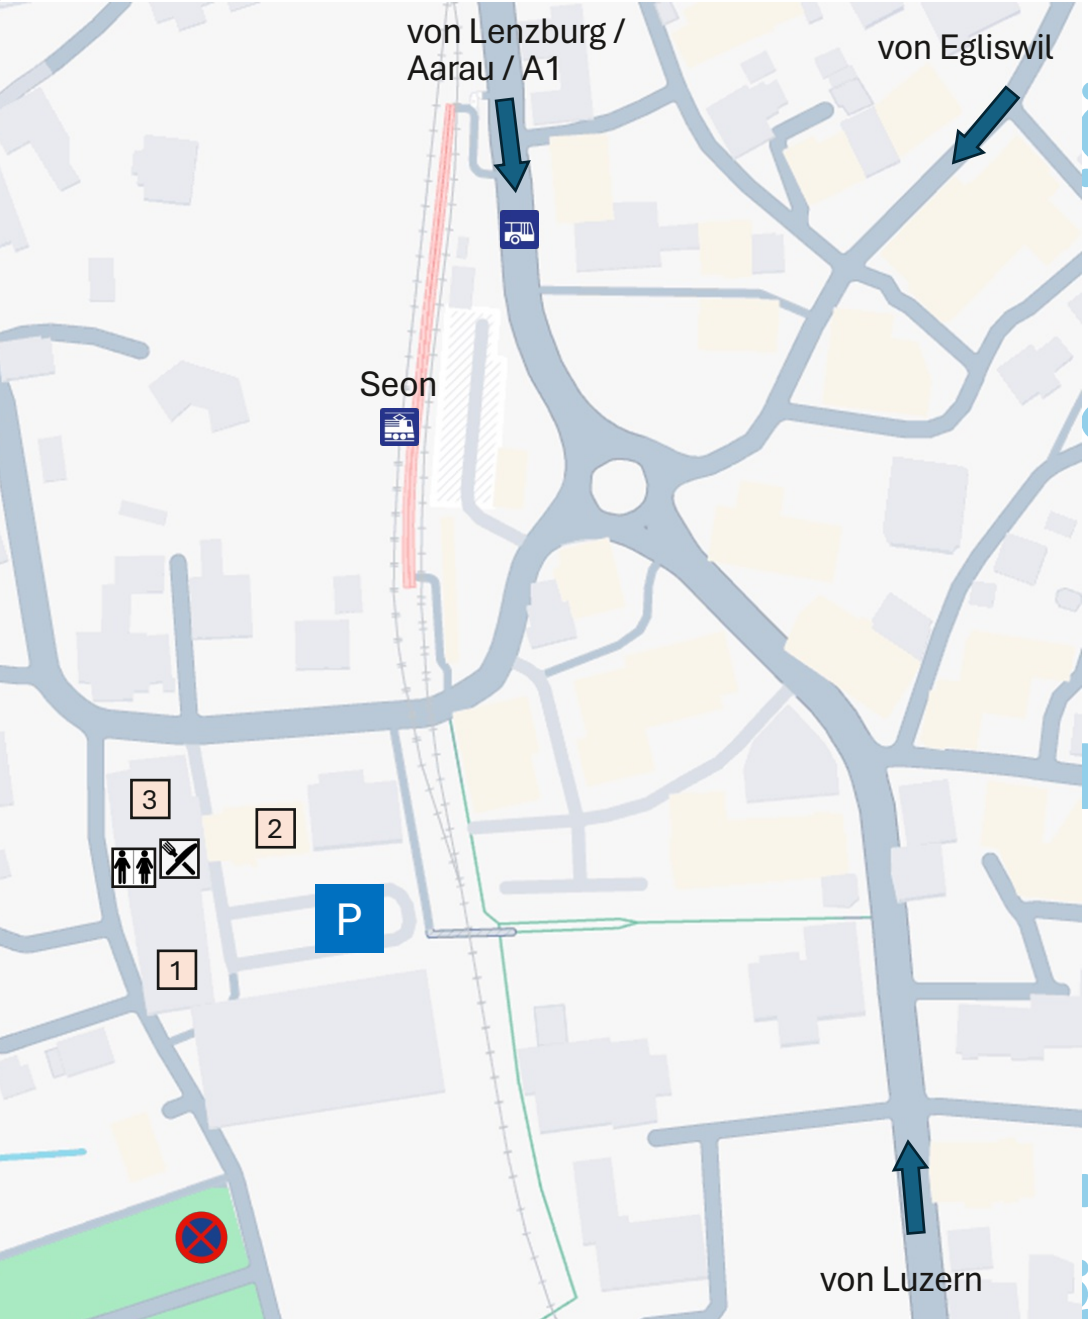 von Lenzburg /
Aarau / A1
von Egliswil
Seon
3
2
P
1
von Luzern